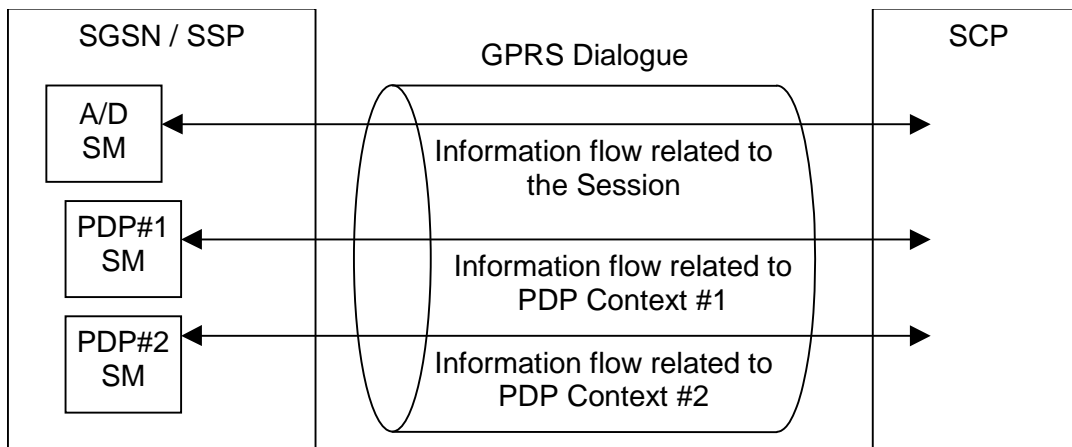 SGSN / SSP
GPRS Dialogue
SCP
A/D
SM
Information flow related to
the Session
PDP#1
SM
Information flow related to
PDP Context #1
PDP#2
SM
Information flow related to
PDP Context #2